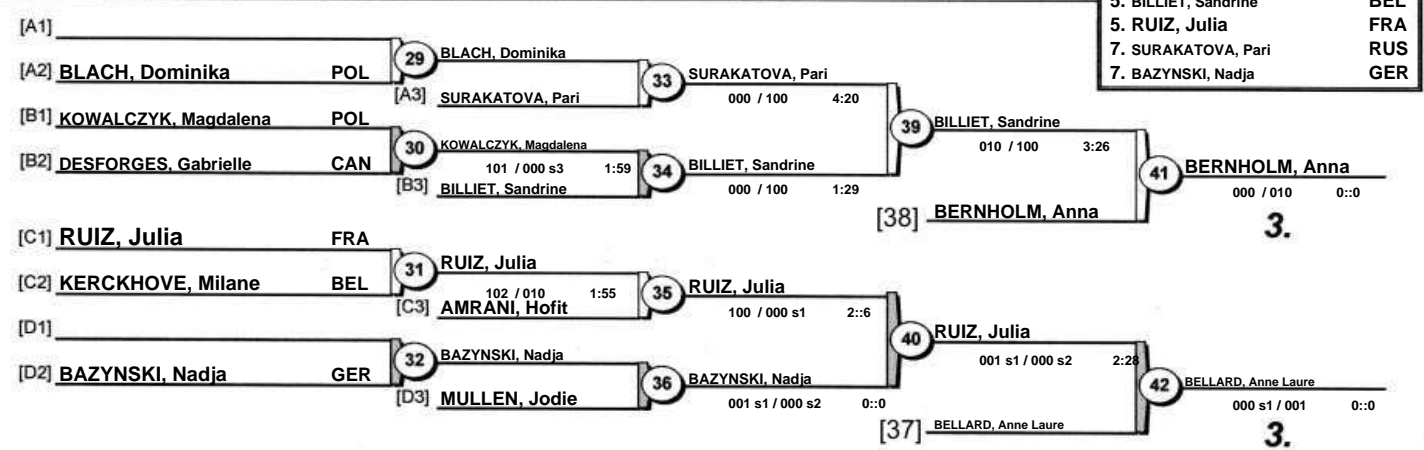 5. BILLIET, Sandrine BEL
5. RUIZ, Julia FRA
7. SURAKATOVA, Pari RUS
7. BAZYNSKI, Nadja GER
[A1]
[A2] BLACH, Dominika POL
29 BLACH, Dominika
[A3] SURAKATOVA, Pari
33 SURAKATOVA, Pari
000 / 100 4:20
[B1] KOWALCZYK, Magdalena POL
[B2] DESFORGES, Gabrielle CAN
30 KOWALCZYK, Magdalena
101 / 000 s3 1:59
[B3] BILLIET, Sandrine
34 BILLIET, Sandrine
000 / 100 1:29
39 BILLIET, Sandrine
010 / 100 3:26
[38] BERNHOLM, Anna
41 BERNHOLM, Anna
000 / 010 0::0
3.
[C1] RUIZ, Julia FRA
[C2] KERCKHOVE, Milane BEL
31 RUIZ, Julia
102 / 010 1:55
[C3] AMRANI, Hofit
35 RUIZ, Julia
100 / 000 s1 2::6
[D1]
[D2] BAZYNSKI, Nadja GER
32 BAZYNSKI, Nadja
[D3] MULLEN, Jodie
36 BAZYNSKI, Nadja
001 s1 / 000 s2 0::0
40 RUIZ, Julia
001 s1 / 000 s2 2:28
[37] BELLARD, Anne Laure
42 BELLARD, Anne Laure
000 s1 / 001 0::0
3.